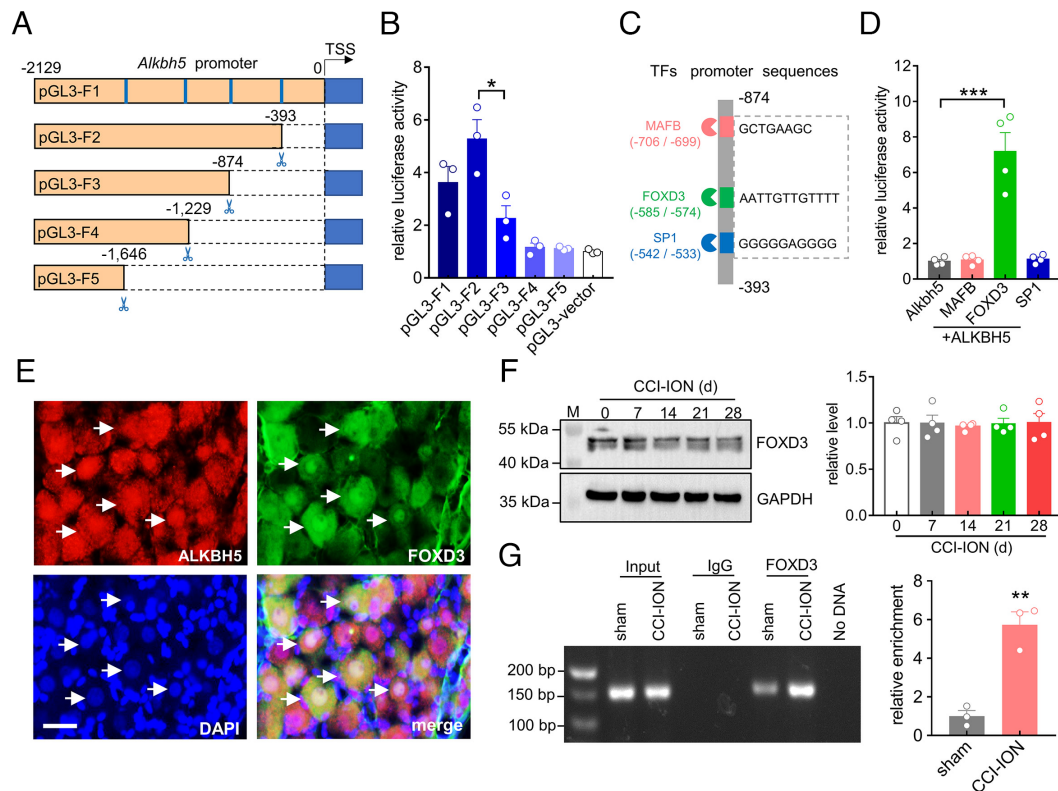 A
-2129
Alkbh5 promoter
0
TSS
pGL3-F1
-393
pGL3-F2
-874
pGL3-F3
-1,229
pGL3-F4
-1,646
pGL3-F5
B
relative luciferase activity
8
6
4
2
0
*
pGL3-F1
pGL3-F2
pGL3-F3
pGL3-F4
pGL3-F5
pGL3-vector
C
TFs promoter sequences
-874
MAFB
(-706 / -699)
GCTGAAGC
FOXD3
(-585 / -574)
AATTGTTGTTTT
SP1
(-542 / -533)
GGGGGAGGGG
-393
D
relative luciferase activity
12
10
8
6
4
2
0
***
Alkbh5
MAFB
FOXD3
SP1
+ALKBH5
E
ALKBH5
FOXD3
DAPI
merge
F
CCI-ION (d)
M 0 7 14 21 28
55 kDa
40 kDa
FOXD3
35 kDa
GAPDH
relative level
1.5
1.0
0.5
0.0
0 7 14 21 28
CCI-ION (d)
G
Input IgG FOXD3
sham
CCI-ION
sham
CCI-ION
sham
CCI-ION
No DNA
200 bp
150 bp
100 bp
relative enrichment
8
6
4
2
0
**
sham
CCI-ION